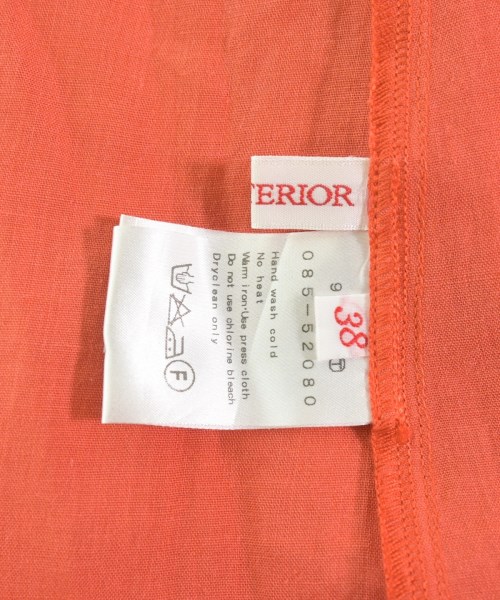 TERIOR
38
9
T
085-52080
Hand wash cold
No heat
Warm iron·Use press cloth
Do not use chlorine bleach
Dryclean only
F